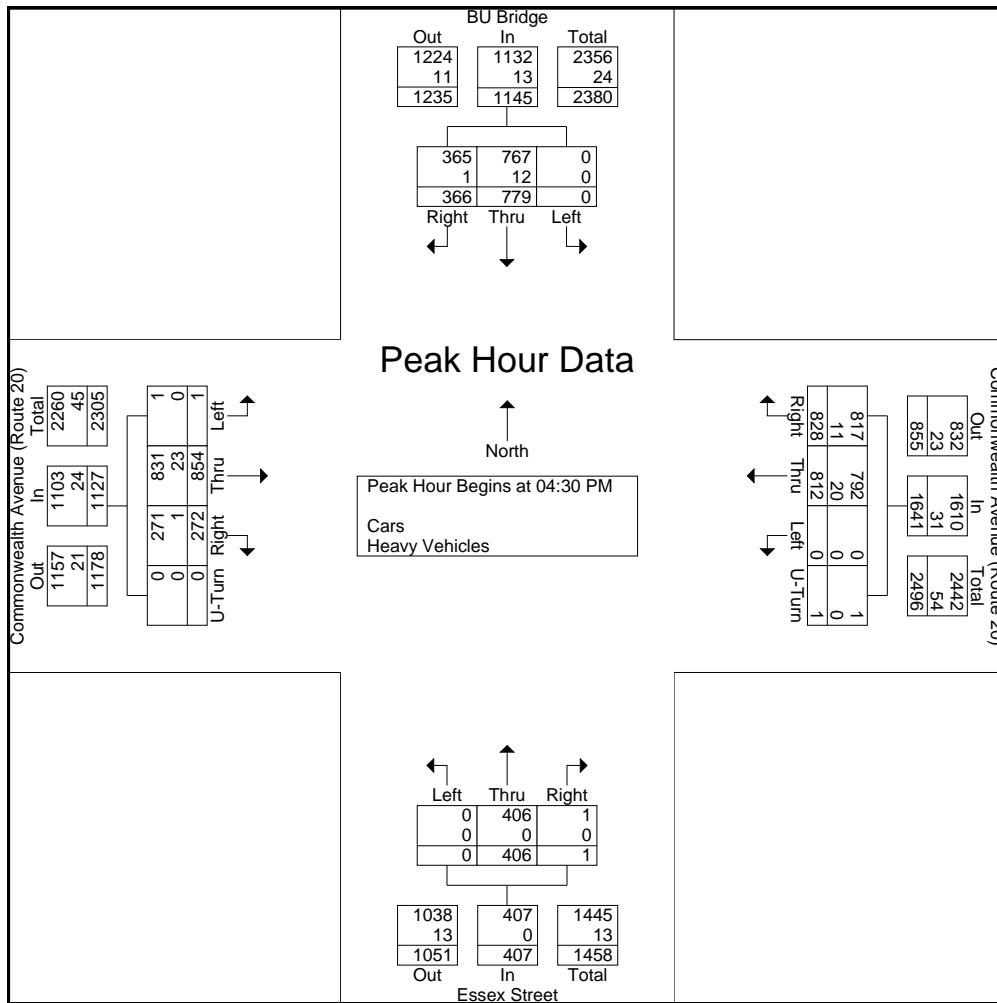 BU Bridge
Out In Total
1224 1132 2356
11 13 24
1235 1145 2380
365 767 0
1 12 0
366 779 0
Right Thru Left
Peak Hour Data
North
Peak Hour Begins at 04:30 PM
Cars
Heavy Vehicles
Commonwealth Avenue (Route 20)
Out In Total
1157 1103 2260
21 24 45
1178 1127 2305
1 831 271 0
0 23 1 0
1 854 272 0
Left Thru Right U-Turn
Commonwealth Avenue (Route 20)
Out In Total
832 1610 2442
23 31 54
855 1641 2496
817 792 0 1
11 20 0 0
828 812 0 1
Right Thru Left U-Turn
Left Thru Right
0 406 1
0 0 0
0 406 1
1038 407 1445
13 0 13
1051 407 1458
Out In Total
Essex Street